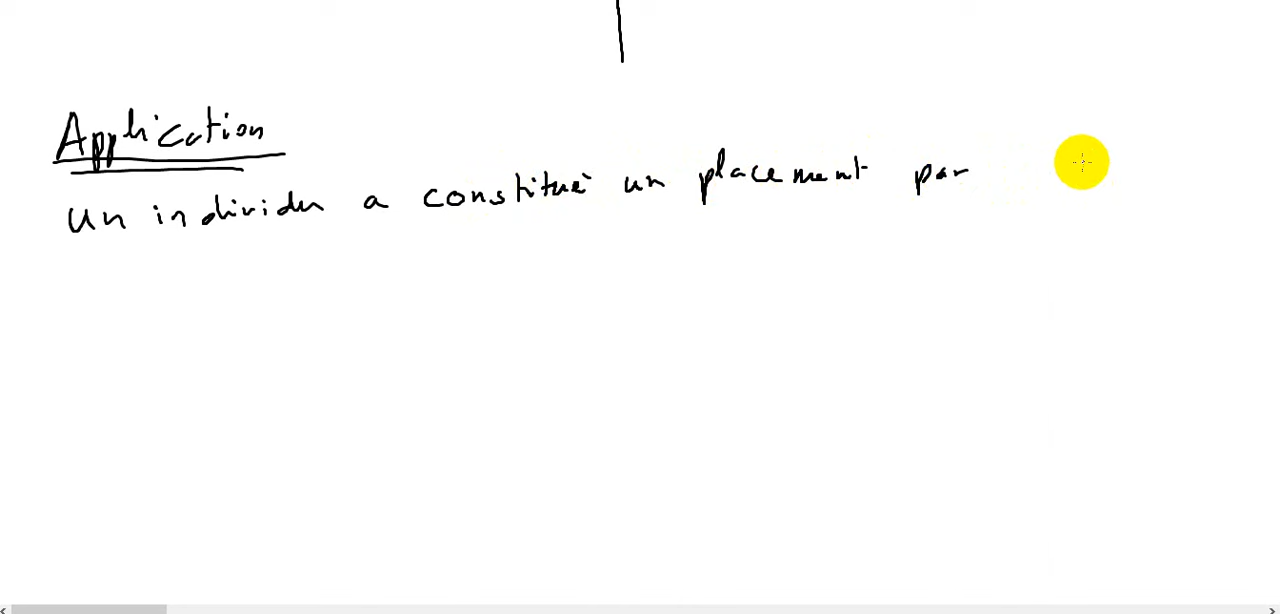 Application
un individu a constitué un placement par